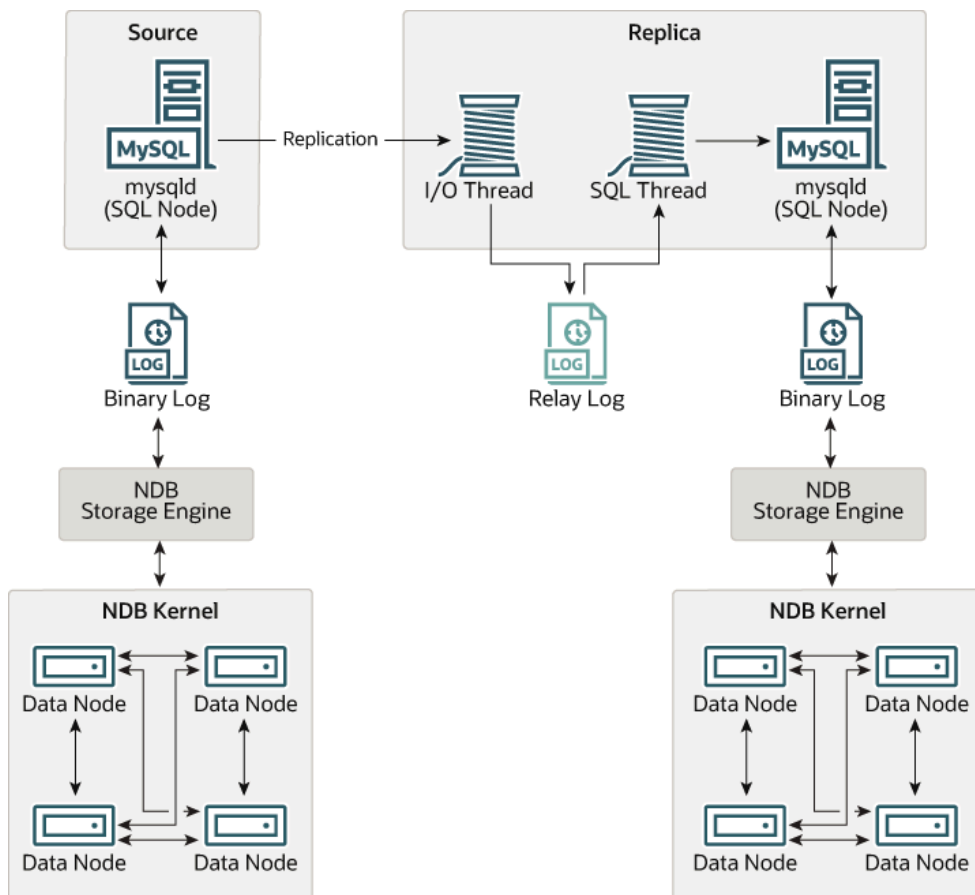 Source
Replica
MySQL
Replication
MySQL
mysqld
(SQL Node)
I/O Thread
SQL Thread
mysqld
(SQL Node)
LOG
LOG
LOG
Binary Log
Relay Log
Binary Log
NDB
Storage Engine
NDB
Storage Engine
NDB Kernel
NDB Kernel
Data Node
Data Node
Data Node
Data Node
Data Node
Data Node
Data Node
Data Node